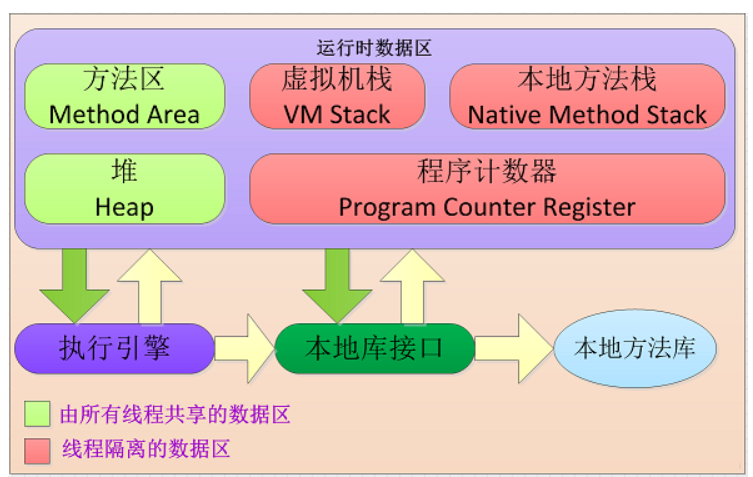 运行时数据区
方法区
Method Area
虚拟机栈
VM Stack
本地方法栈
Native Method Stack
堆
Heap
程序计数器
Program Counter Register
执行引擎
本地库接口
本地方法库
由所有线程共享的数据区
线程隔离的数据区